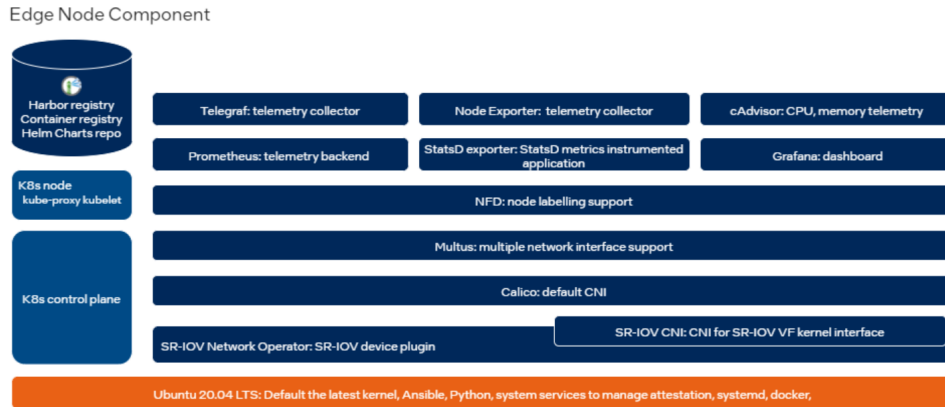 Edge Node Component
Harbor registry
Container registry
Helm Charts repo
Telegraf: telemetry collector
Node Exporter: telemetry collector
cAdvisor: CPU, memory telemetry
Prometheus: telemetry backend
StatsD exporter: StatsD metrics instrumented
application
Grafana: dashboard
K8s node
kube-proxy kubelet
NFD: node labelling support
Multus: multiple network interface support
K8s control plane
Calico: default CNI
SR-IOV CNI: CNI for SR-IOV VF kernel interface
SR-IOV Network Operator: SR-IOV device plugin
Ubuntu 20.04 LTS: Default the latest kernel, Ansible, Python, system services to manage attestation, systemd, docker,